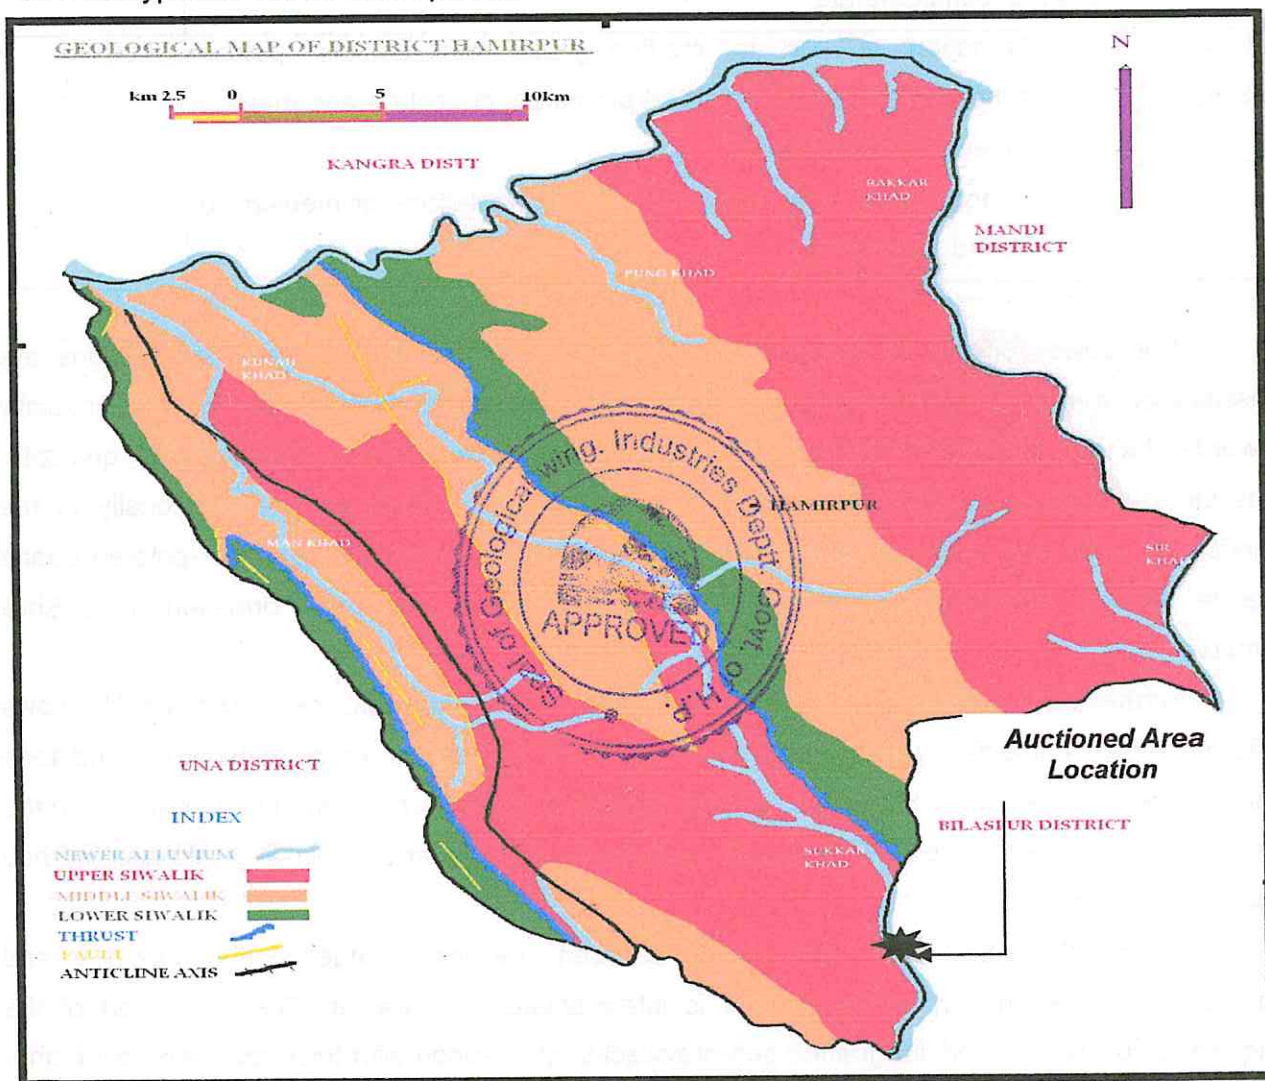 GEOLOGICAL MAP OF DISTRICT HAMIRPUR
N
km 2.5 0 5 10km
KANGRA DISTT
BAKKAR
KHAD
MANDI
DISTRICT
PUNG KHAD
KUNAH
KHAD
HAMIRPUR
MAN KHAD
SIR
KHAD
Seal of Geological wing. Industries Deptt. Govt. of H.P.
APPROVED
Auctioned Area
Location
UNA DISTRICT
BILASPUR DISTRICT
SUKKAR
KHAD
INDEX
NEWER ALLUVIUM
UPPER SIWALIK
MIDDLE SIWALIK
LOWER SIWALIK
THRUST
FAULT
ANTICLINE AXIS